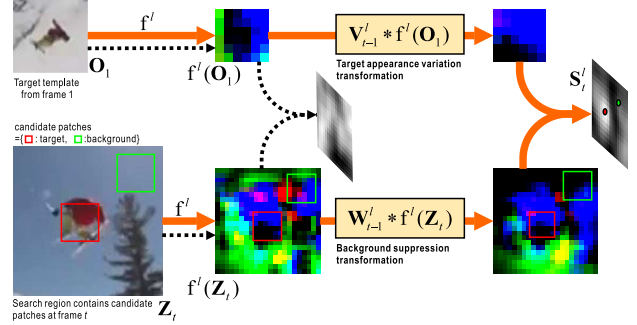 f^l
V^l_{t−1} * f^l(O_1)
O_1
Target template
from frame 1
f^l(O_1)
Target appearance variation
transformation
S^l_t
candidate patches
={ : target, :background}
f^l
W^l_{t−1} * f^l(Z_t)
Background suppression
transformation
f^l(Z_t)
Search region contains candidate
patches at frame t
Z_t